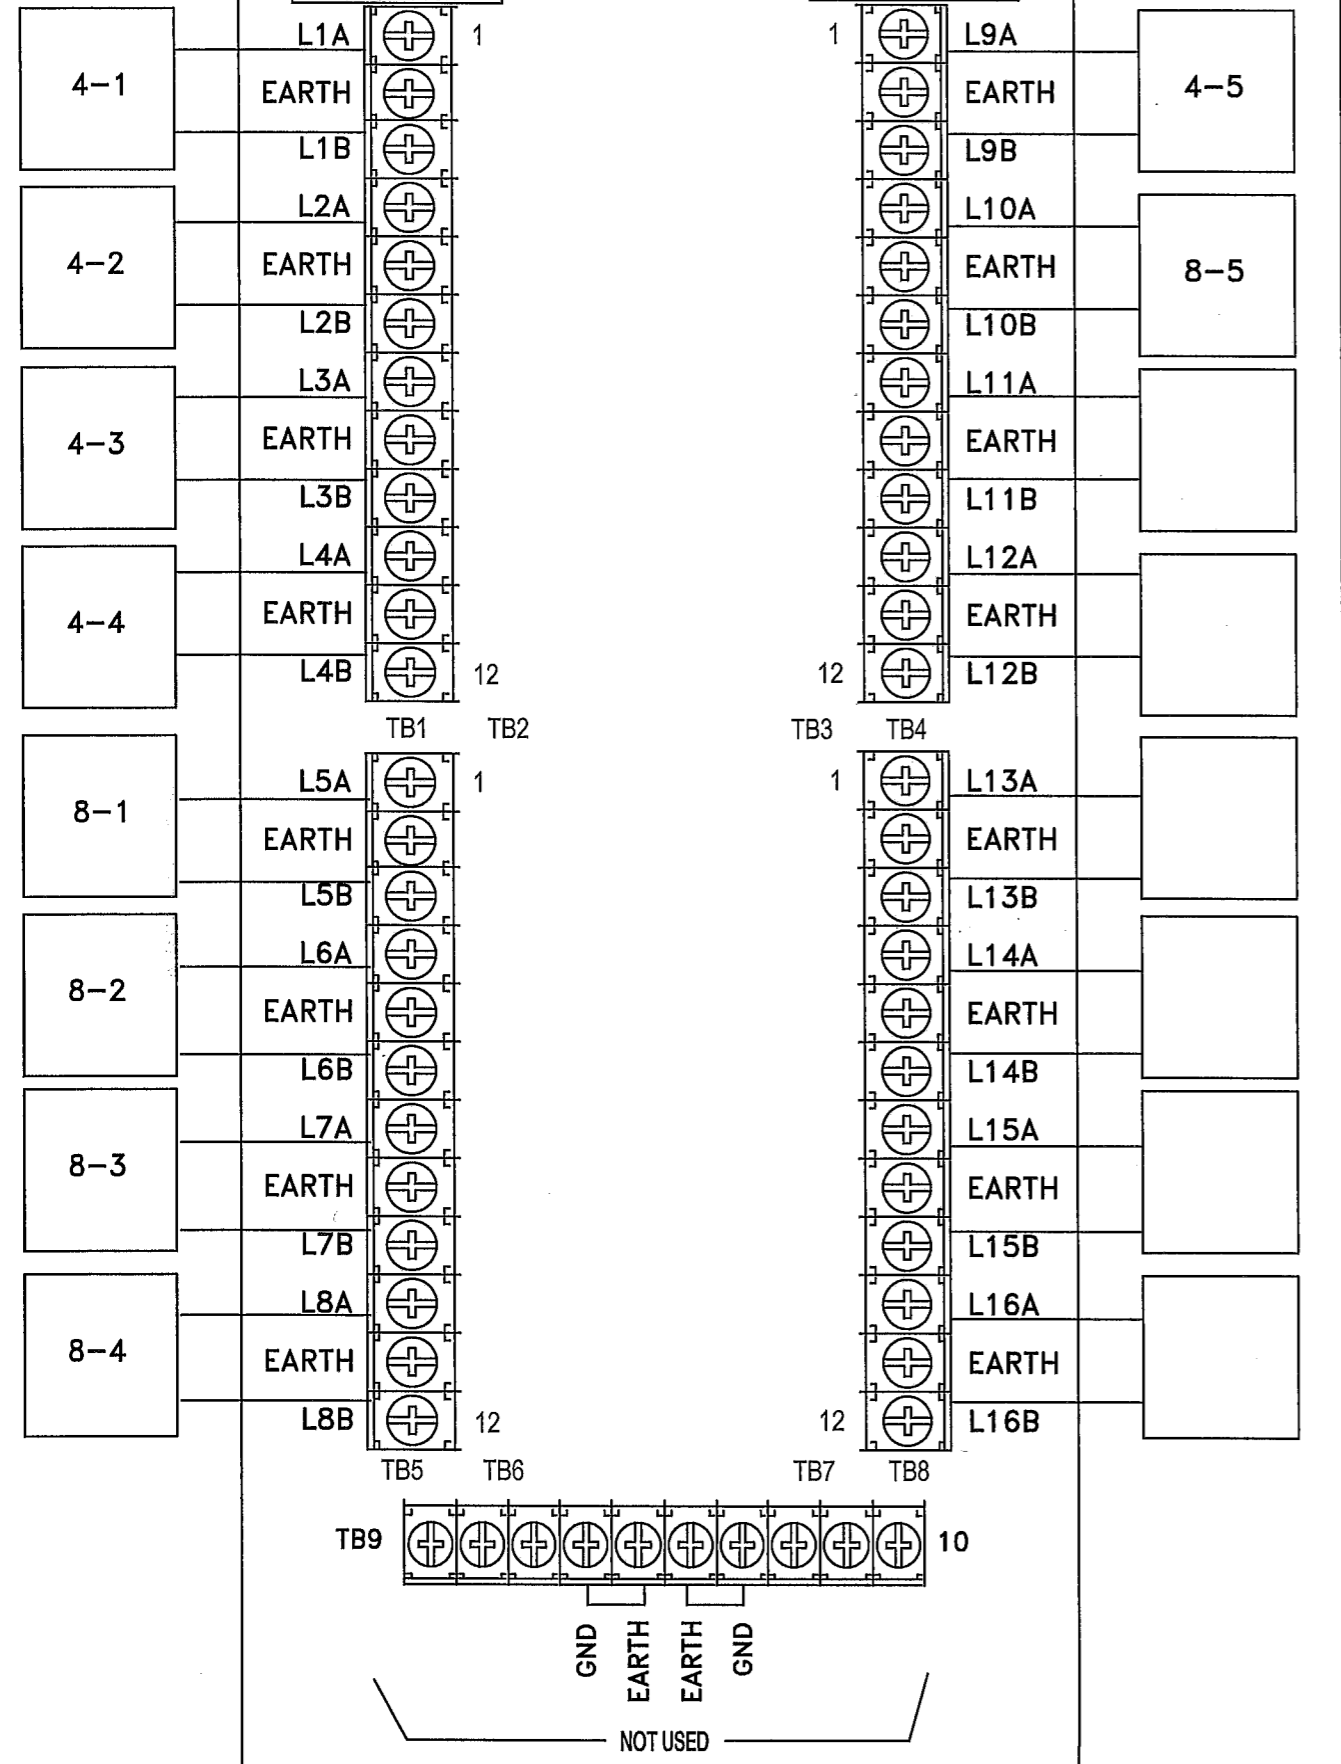 4-1
L1A
1
EARTH
L1B
4-2
L2A
EARTH
L2B
4-3
L3A
EARTH
L3B
4-4
L4A
EARTH
L4B
12
TB1 TB2
8-1
L5A
1
EARTH
L5B
8-2
L6A
EARTH
L6B
8-3
L7A
EARTH
L7B
8-4
L8A
EARTH
L8B
12
TB5 TB6
1
L9A
4-5
EARTH
L9B
L10A
8-5
EARTH
L10B
L11A
EARTH
L11B
L12A
EARTH
12
L12B
TB3 TB4
1
L13A
EARTH
L13B
L14A
EARTH
L14B
L15A
EARTH
L15B
L16A
EARTH
12
L16B
TB7 TB8
TB9
10
GND
EARTH
EARTH
GND
NOT USED